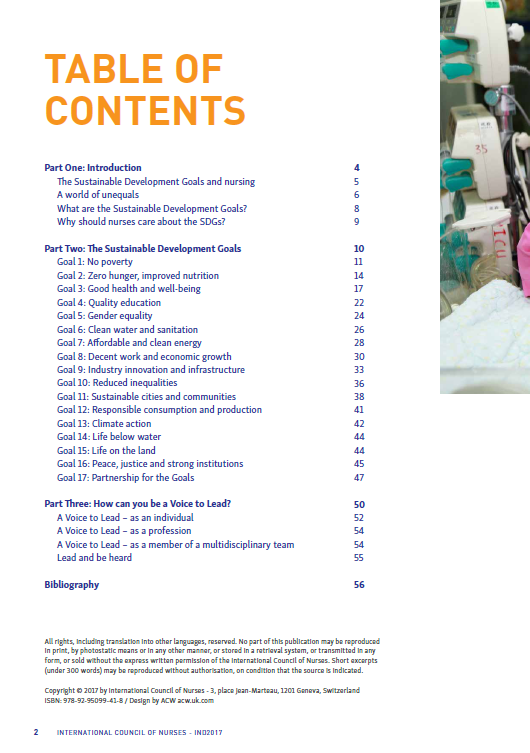 TABLE OF
CONTENTS
Part One: Introduction 4
The Sustainable Development Goals and nursing 5
A world of unequals 6
What are the Sustainable Development Goals? 8
Why should nurses care about the SDGs? 9
Part Two: The Sustainable Development Goals 10
Goal 1: No poverty 11
Goal 2: Zero hunger, improved nutrition 14
Goal 3: Good health and well-being 17
Goal 4: Quality education 22
Goal 5: Gender equality 24
Goal 6: Clean water and sanitation 26
Goal 7: Affordable and clean energy 28
Goal 8: Decent work and economic growth 30
Goal 9: Industry innovation and infrastructure 33
Goal 10: Reduced inequalities 36
Goal 11: Sustainable cities and communities 38
Goal 12: Responsible consumption and production 41
Goal 13: Climate action 42
Goal 14: Life below water 44
Goal 15: Life on the land 44
Goal 16: Peace, justice and strong institutions 45
Goal 17: Partnership for the Goals 47
Part Three: How can you be a Voice to Lead? 50
A Voice to Lead – as an individual 52
A Voice to Lead – as a profession 54
A Voice to Lead – as a member of a multidisciplinary team 54
Lead and be heard 55
Bibliography 56
All rights, including translation into other languages, reserved. No part of this publication may be reproduced
in print, by photostatic means or in any other manner, or stored in a retrieval system, or transmitted in any
form, or sold without the express written permission of the International Council of Nurses. Short excerpts
(under 300 words) may be reproduced without authorisation, on condition that the source is indicated.
Copyright © 2017 by International Council of Nurses - 3, place Jean-Marteau, 1201 Geneva, Switzerland
ISBN: 978-92-95099-41-8 / Design by ACW acw.uk.com
2 INTERNATIONAL COUNCIL OF NURSES - IND2017
35
ICU